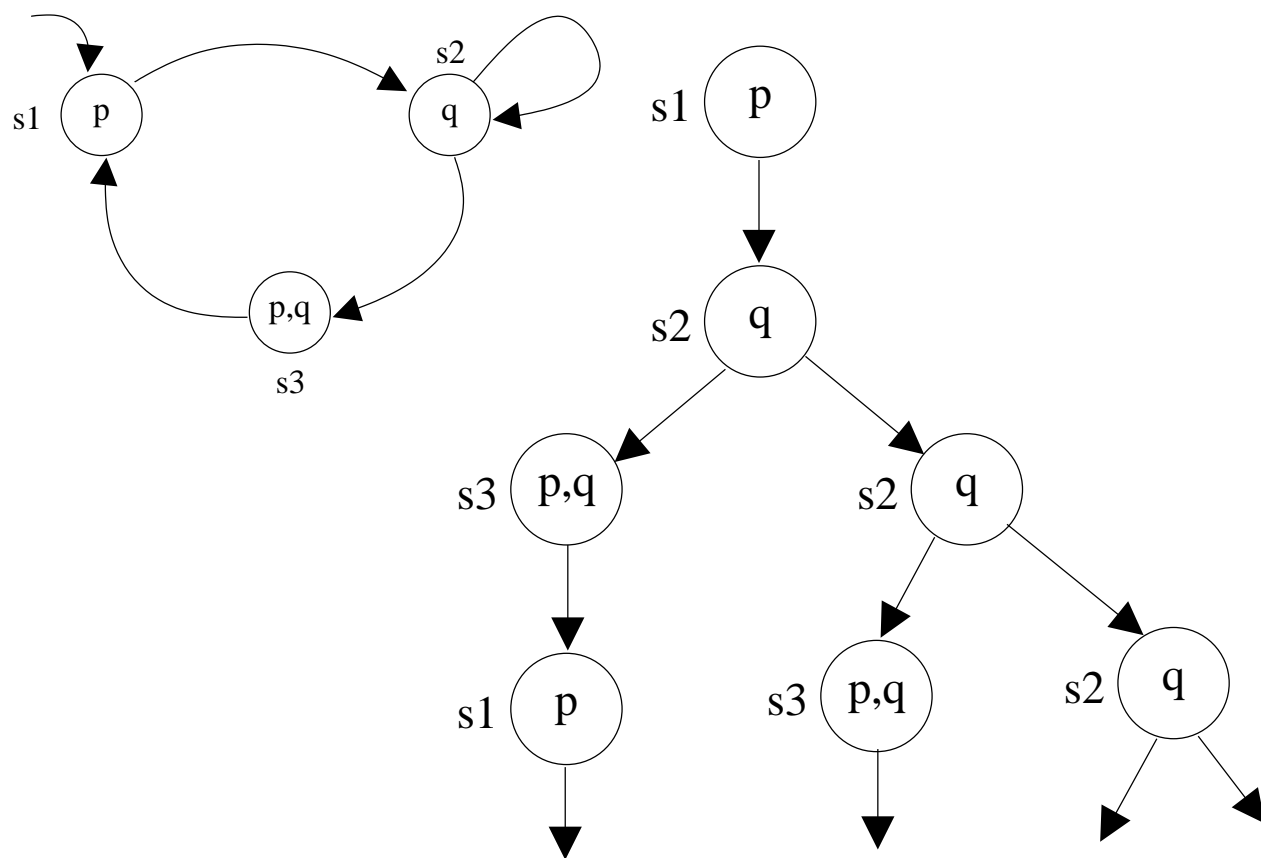 s2
s1 p q
p,q
s3
s1 p
s2 q
s3 p,q s2 q
s1 p s3 p,q s2 q